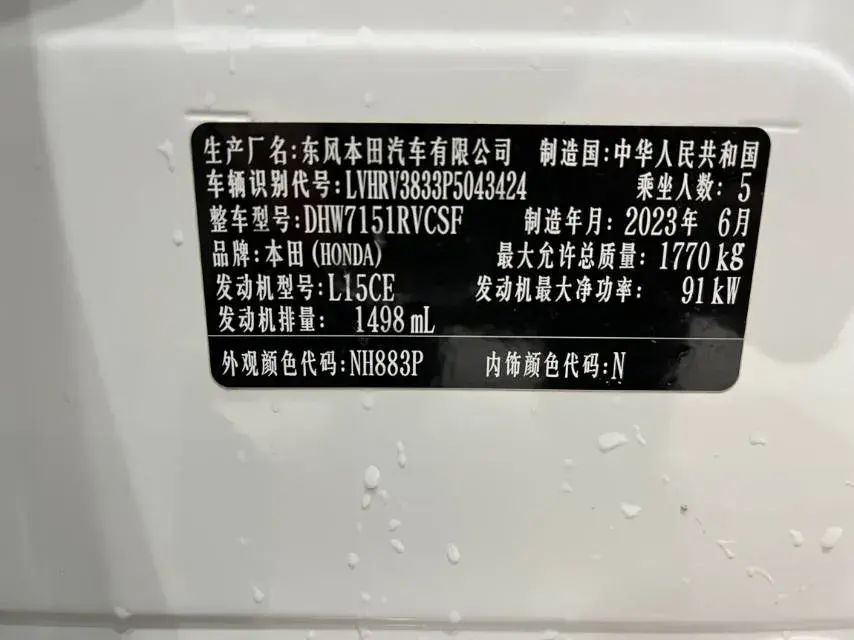 生产厂名:东风本田汽车有限公司 制造国:中华人民共和国
车辆识别代号:LVHRV3833P5043424 乘坐人数:5
整车型号:DHW7151RVCSF 制造年月:2023年 6月
品牌:本田(HONDA) 最大允许总质量:1770kg
发动机型号:L15CE 发动机最大净功率: 91kW
发动机排量: 1498mL
外观颜色代码:NH883P 内饰颜色代码:N